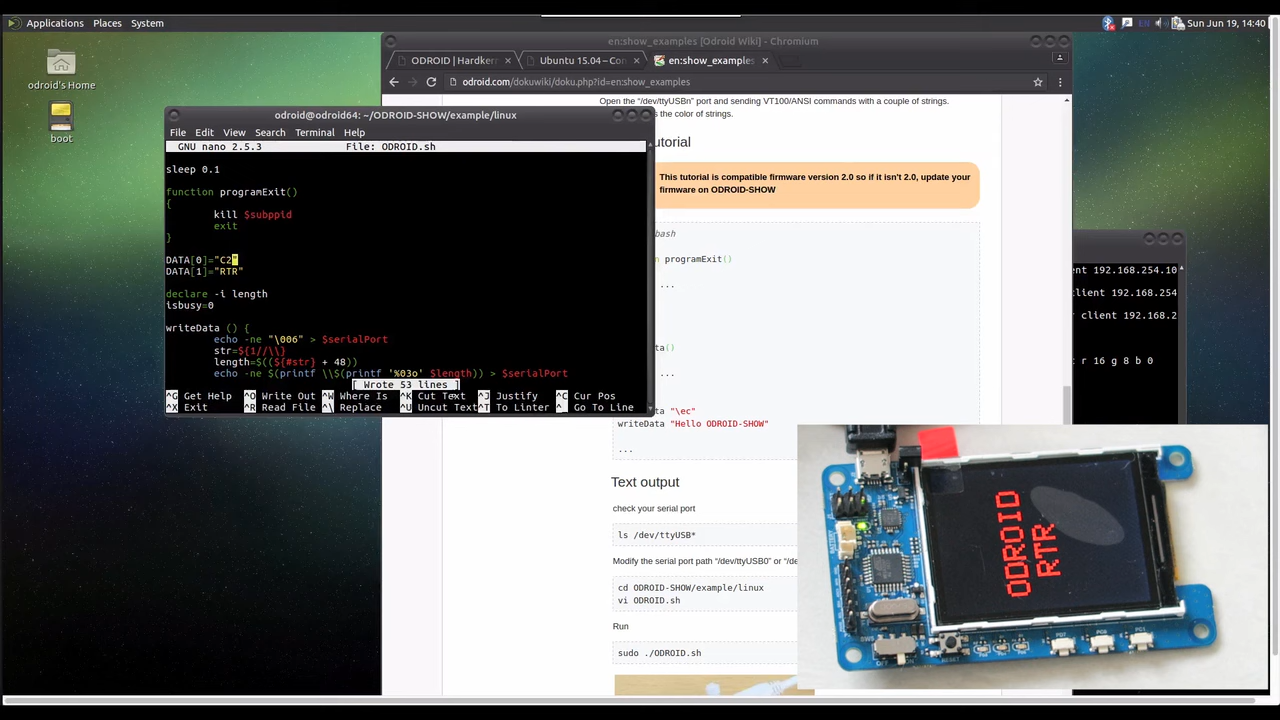 Applications Places System
EN
Sun Jun 19, 14:40
odroid's Home
boot
en:show_examples [Odroid Wiki] - Chromium
ODROID | Hardkern ×
Ubuntu 15.04 – Con ×
en:show_examples ×
odroid.com/dokuwiki/doku.php?id=en:show_examples
Open the “/dev/ttyUSBn” port and sending VT100/ANSI commands with a couple of strings.
s the color of strings.
utorial
This tutorial is compatible firmware version 2.0 so if it isn't 2.0, update your
firmware on ODROID-SHOW
bash
n programExit()
...
ta()
...
a "\ec"
writeData "Hello ODROID-SHOW"
...
Text output
check your serial port
ls /dev/ttyUSB*
Modify the serial port path “/dev/ttyUSB0” or “/de
cd ODROID-SHOW/example/linux
vi ODROID.sh
Run
sudo ./ODROID.sh
odroid@odroid64: ~/ODROID-SHOW/example/linux
File Edit View Search Terminal Help
GNU nano 2.5.3 File: ODROID.sh
sleep 0.1
function programExit()
{
kill $subppid
exit
}
DATA[0]="C2"
DATA[1]="RTR"
declare -i length
isbusy=0
writeData () {
echo -ne "\006" > $serialPort
str=${1//\\}
length=$((${#str} + 48))
echo -ne $(printf \\$(printf '%03o' $length)) > $serialPort
[ Wrote 53 lines ]
^G Get Help ^O Write Out ^W Where Is ^K Cut Text ^J Justify ^C Cur Pos
^X Exit ^R Read File ^\ Replace ^U Uncut Text ^T To Linter ^_ Go To Line
ent 192.168.254.10
ent 192.168.254
r client 192.168.2
t r 16 g 8 b 0
ODROID
RTR
RESET